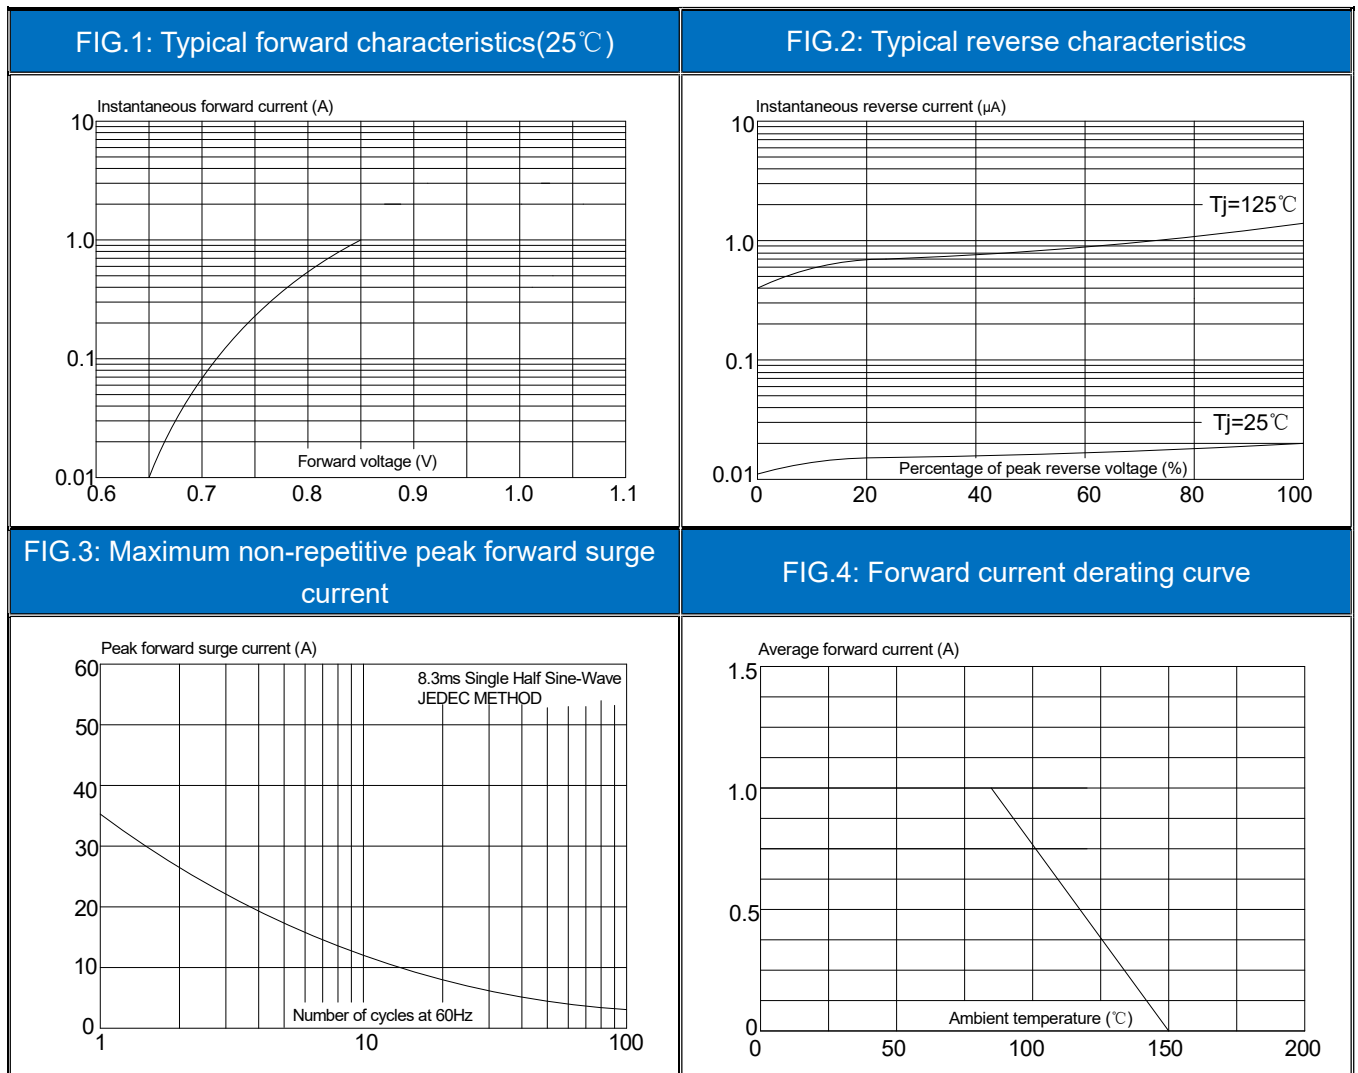 FIG.1: Typical forward characteristics(25℃)
FIG.2: Typical reverse characteristics
Instantaneous forward current (A)
10
1.0
0.1
0.01
Forward voltage (V)
0.6 0.7 0.8 0.9 1.0 1.1
Instantaneous reverse current (µA)
10
Tj=125℃
1.0
0.1
Tj=25℃
0.01
Percentage of peak reverse voltage (%)
0 20 40 60 80 100
FIG.3: Maximum non-repetitive peak forward surge
current
FIG.4: Forward current derating curve
Peak forward surge current (A)
60
8.3ms Single Half Sine-Wave
JEDEC METHOD
50
40
30
20
10
0
Number of cycles at 60Hz
1 10 100
Average forward current (A)
1.5
1.0
0.5
0
Ambient temperature (℃)
0 50 100 150 200